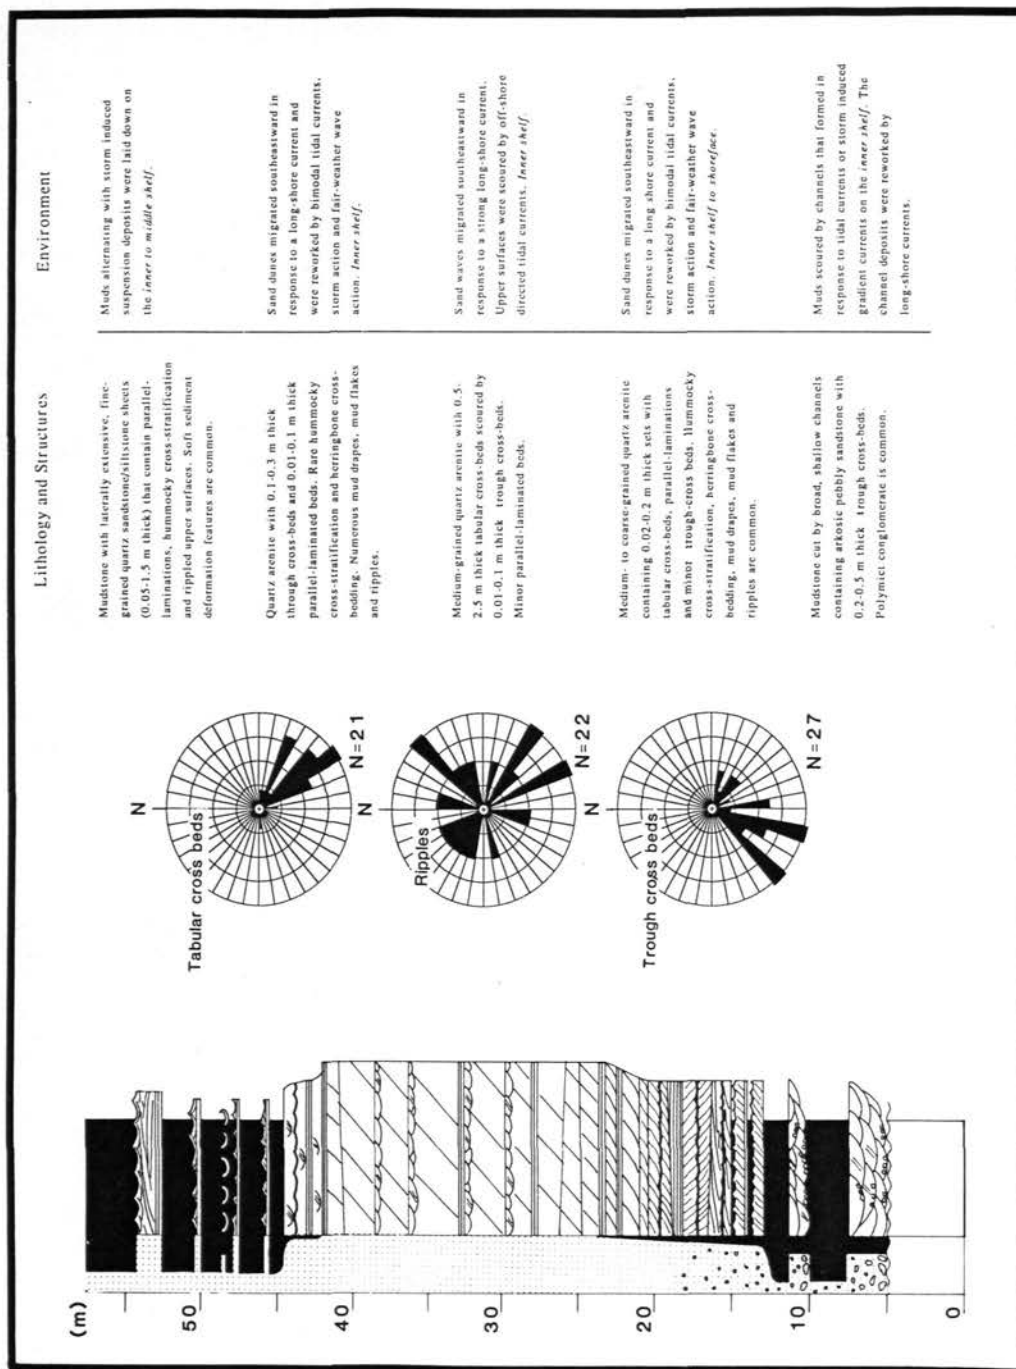 Lithology and Structures
Environment
Mudstone with laterally extensive, fine-
grained quartz sandstone/siltstone sheets
(0.05-1.5 m thick) that contain parallel-
laminations, hummocky cross-stratification
and rippled upper surfaces. Soft sediment
deformation features are common.
Muds alternating with storm induced
suspension deposits were laid down on
the inner to middle shelf.
Quartz arenite with 0.1-0.3 m thick
through cross-beds and 0.01-0.1 m thick
parallel-laminated beds. Rare hummocky
cross-stratification and herringbone cross-
bedding. Numerous mud drapes, mud flakes
and ripples.
Sand dunes migrated southeastward in
response to a long-shore current and
were reworked by bimodal tidal currents,
storm action and fair-weather wave
action. Inner shelf.
Medium-grained quartz arenite with 0.5-
2.5 m thick tabular cross-beds scoured by
0.01-0.1 m thick trough cross-beds.
Minor parallel-laminated beds.
Sand waves migrated southeastward in
response to a strong long-shore current.
Upper surfaces were scoured by off-shore
directed tidal currents. Inner shelf.
Medium- to coarse-grained quartz arenite
containing 0.02-0.2 m thick sets with
tabular cross-beds, parallel-laminations
and minor trough-cross beds. Hummocky
cross-stratification, herringbone cross-
bedding, mud drapes, mud flakes and
ripples are common.
Sand dunes migrated southeastward in
response to a long shore current and
were reworked by bimodal tidal currents,
storm action and fair-weather wave
action. Inner shelf to shoreface.
Mudstone cut by broad, shallow channels
containing arkosic pebbly sandstone with
0.2-0.5 m thick trough cross-beds.
Polymict conglomerate is common.
Muds scoured by channels that formed in
response to tidal currents or storm induced
gradient currents on the inner shelf. The
channel deposits were reworked by
long-shore currents.
Tabular cross beds
N
N=21
Ripples
N
N=22
Trough cross beds
N
N=27
(m)
50
40
30
20
10
0